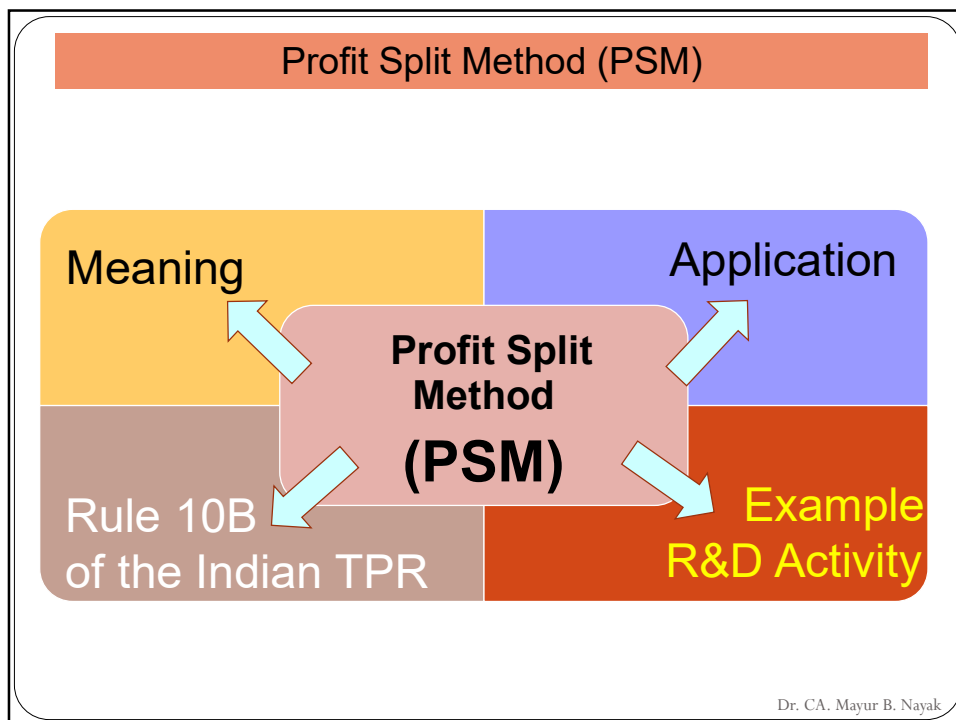 Profit Split Method (PSM)
Meaning
Application
Profit Split
Method
(PSM)
Rule 10B
of the Indian TPR
Example
R&D Activity
Dr. CA. Mayur B. Nayak